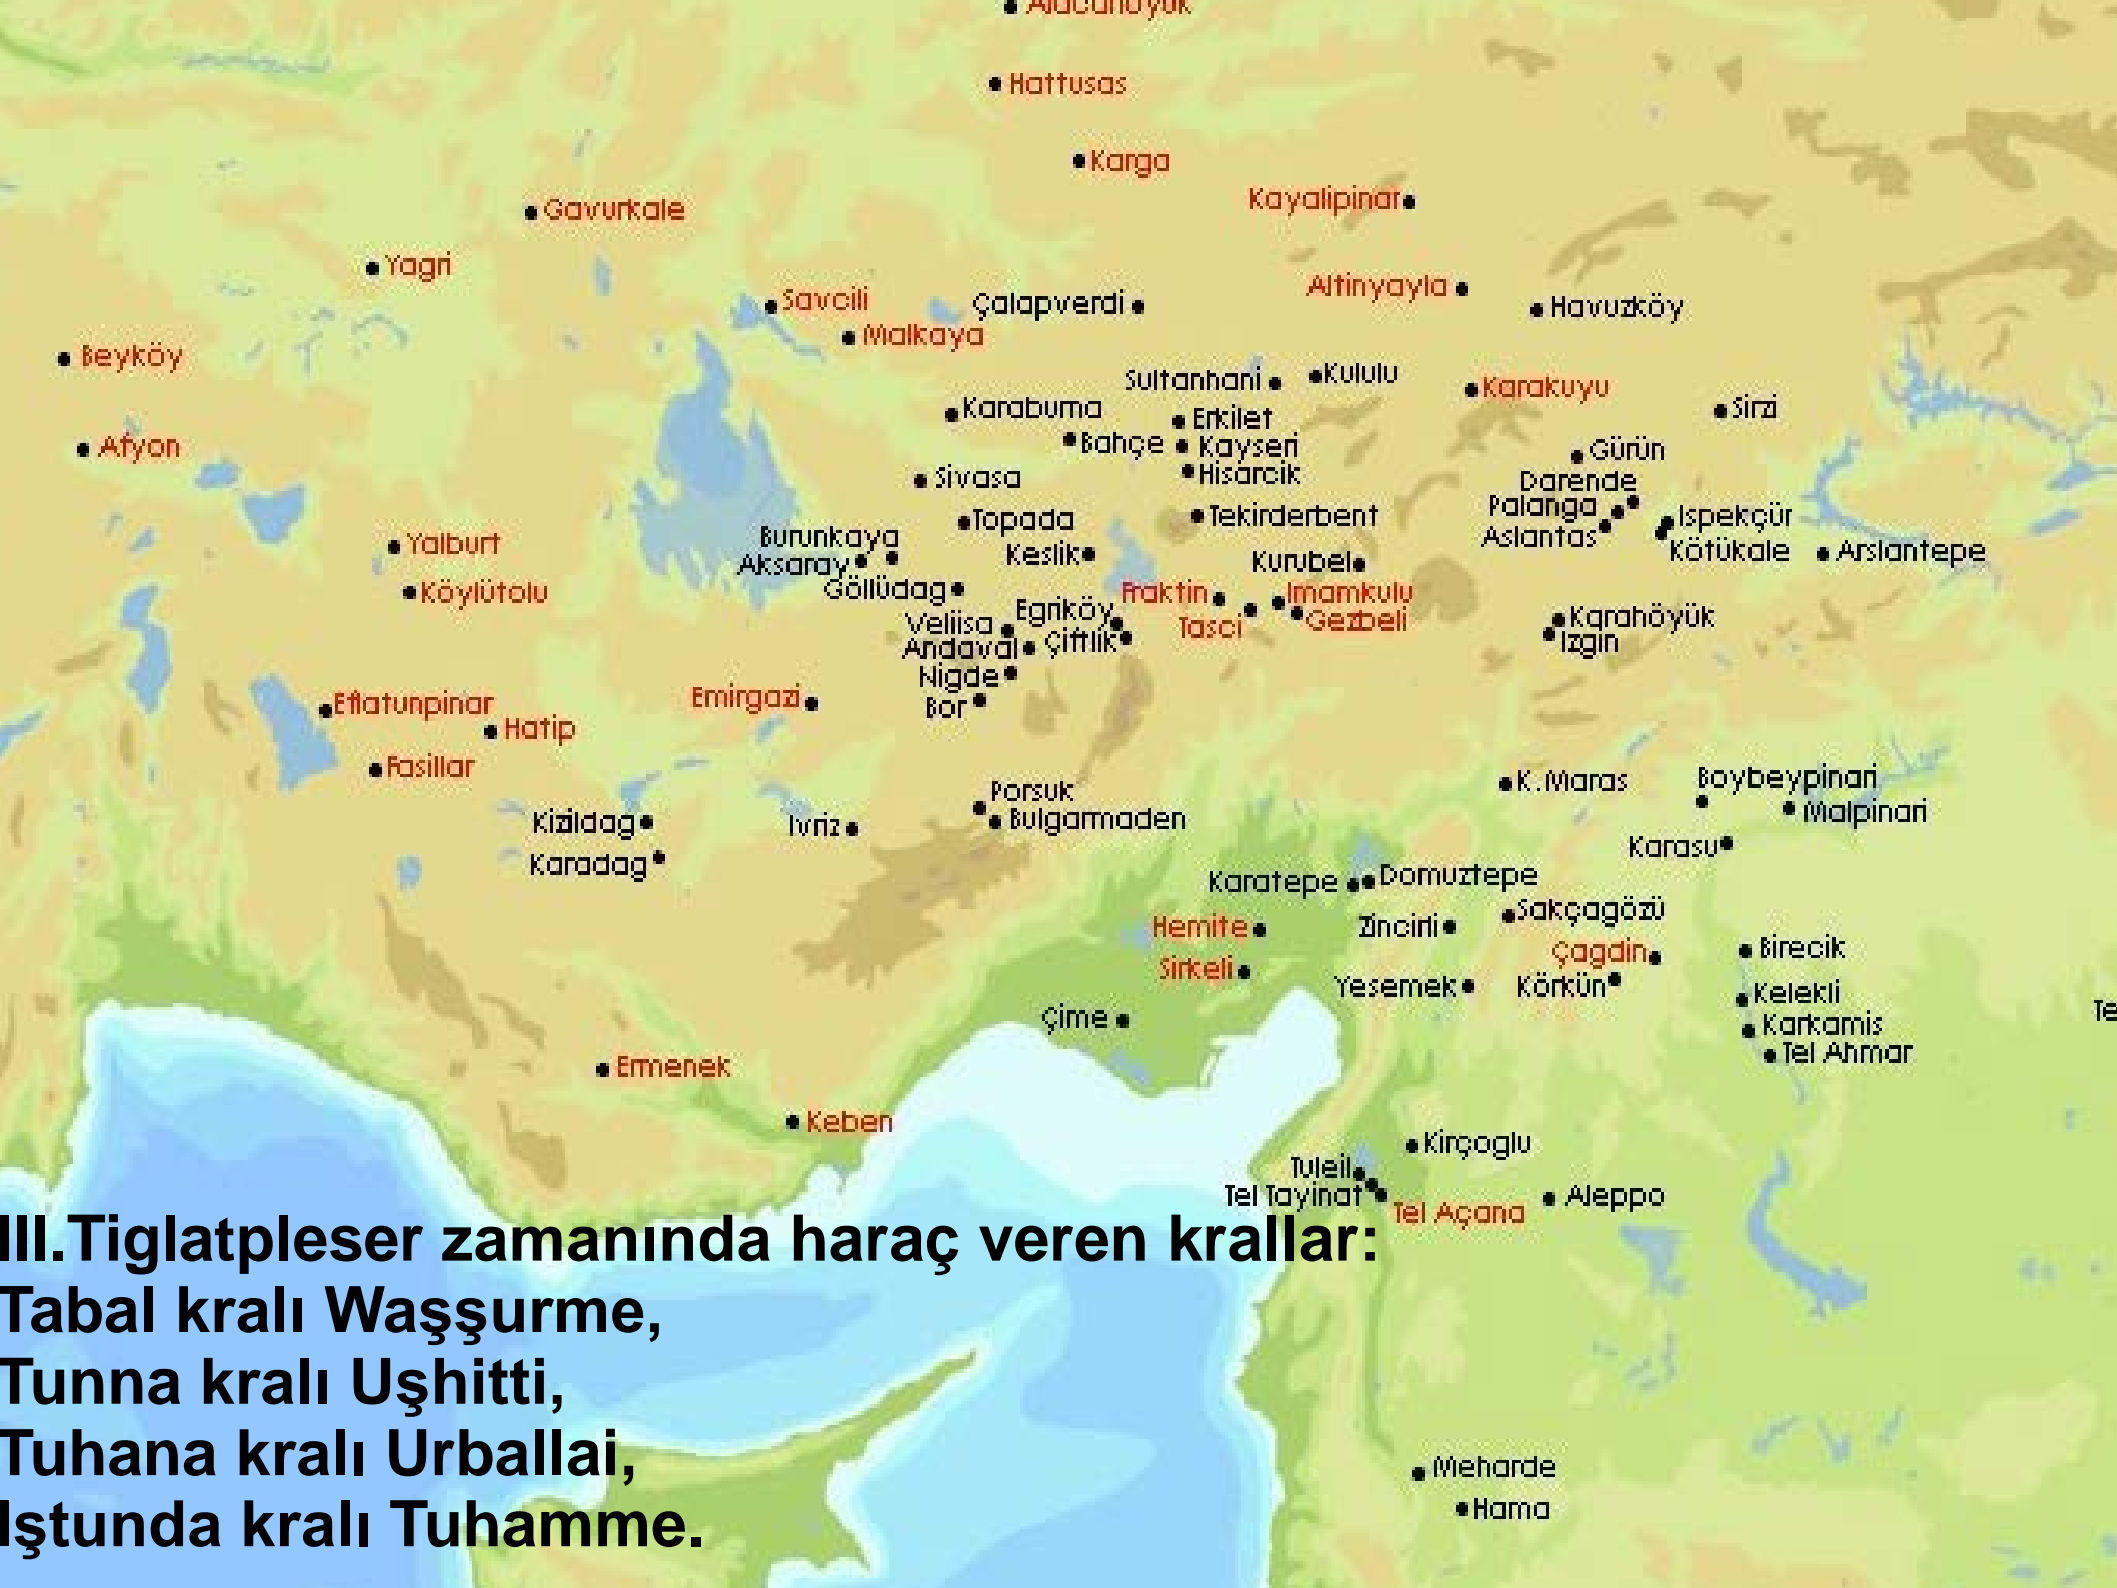 Alacahöyük
Hattusas
Karga
Kayalipinar
Gavurkale
Yagri
Altinyayla
Savcili
Çalapverdi
Havuzköy
Malkaya
Beyköy
Sultanhani
Kululu
Karakuyu
Karaburna
Erkilet
Sirzi
Afyon
Bahçe
Kayseri
Gürün
Hisarcik
Sivasa
Darende
Palanga
Topada
Tekirderbent
Ispekçür
Burunkaya
Aslantas
Yalburt
Keslik
Kötükale
Arslantepe
Aksaray
Kurubel
Göllüdag
Köylütolu
Fraktin
Imamkulu
Egriköy
Veliisa
Tasci
Gezbeli
Karahöyük
Andaval
Çiftlik
Izgin
Nigde
Eflatunpinar
Emirgazi
Bor
Hatip
Fasillar
K.Maras
Boybeypinari
Porsuk
Malpinari
Kizildag
Ivriz
Bulgarmaden
Karasu
Karadag
Karatepe
Domuztepe
Sakçagözü
Hemite
Zincirli
Birecik
Çagdin
Sirkeli
Yesemek
Körkün
Kelekli
Te
Çime
Karkamis
Tel Ahmar
Ermenek
Keben
Kirçoglu
Tuleil
Tel Tayinat
Aleppo
Tel Açana
III.Tiglatpleser zamanında haraç veren krallar:
Tabal kralı Waşşurme,
Tunna kralı Uşhitti,
Tuhana kralı Urballai,
Iştunda kralı Tuhamme.
Meharde
Hama